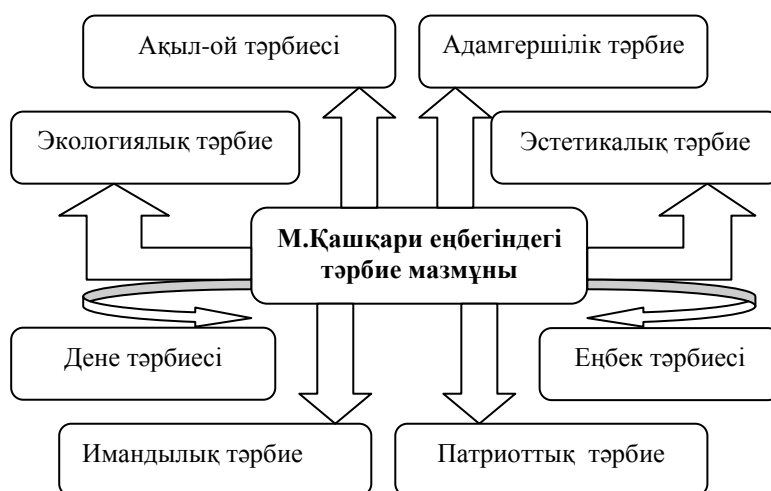 Ақыл-ой тәрбиесі
Адамгершілік тәрбие
Экологиялық тәрбие
Эстетикалық тәрбие
М.Қашқари еңбегіндегі
тәрбие мазмұны
Дене тәрбиесі
Еңбек тәрбиесі
Имандылық тәрбие
Патриоттық тәрбие